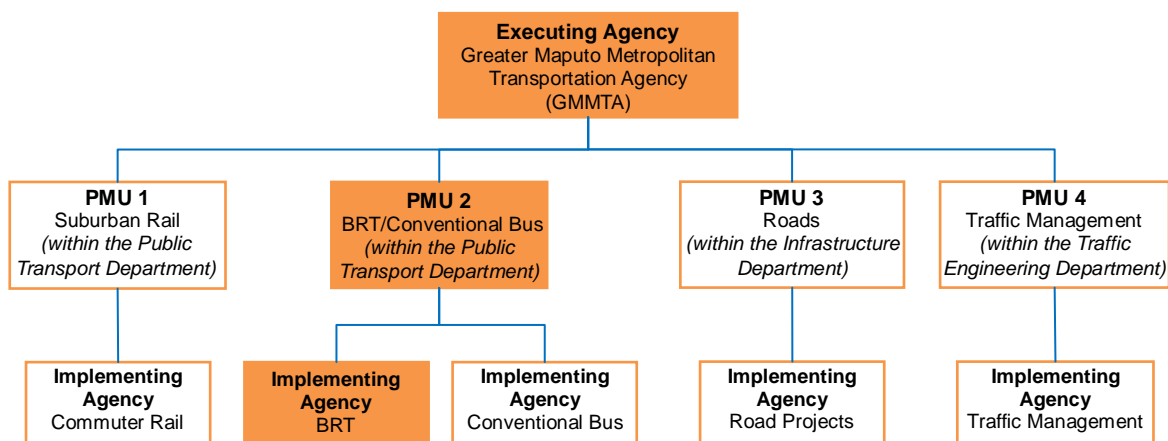 Executing Agency
Greater Maputo Metropolitan
Transportation Agency
(GMMTA)
PMU 1
Suburban Rail
(within the Public
Transport Department)
PMU 2
BRT/Conventional Bus
(within the Public
Transport Department)
PMU 3
Roads
(within the Infrastructure
Department)
PMU 4
Traffic Management
(within the Traffic
Engineering Department)
Implementing
Agency
Commuter Rail
Implementing
Agency
BRT
Implementing
Agency
Conventional Bus
Implementing
Agency
Road Projects
Implementing
Agency
Traffic Management